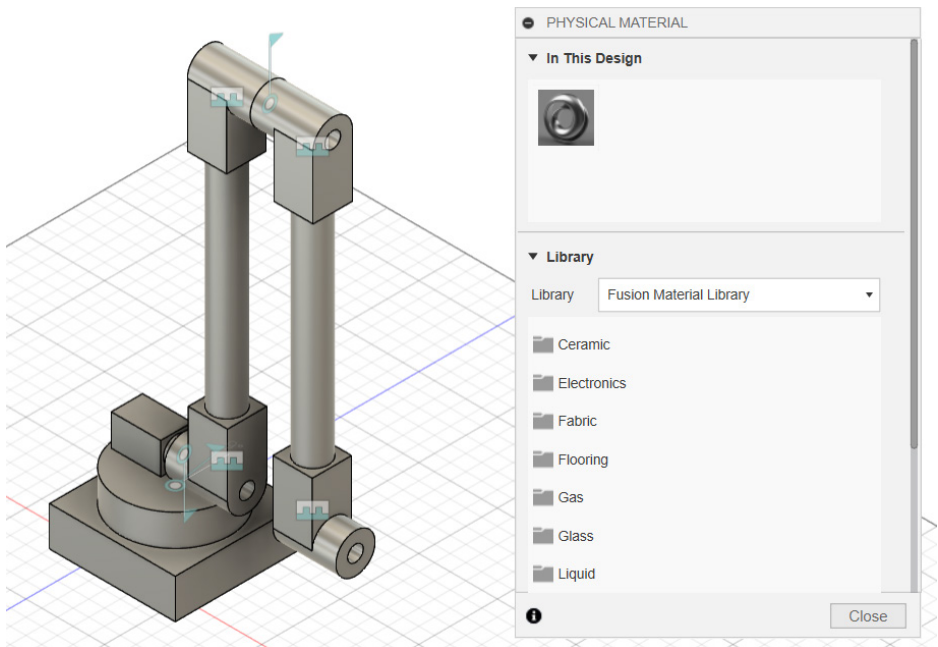 PHYSICAL MATERIAL
In This Design
Library
Library Fusion Material Library
Ceramic
Electronics
Fabric
Flooring
Gas
Glass
Liquid
Close